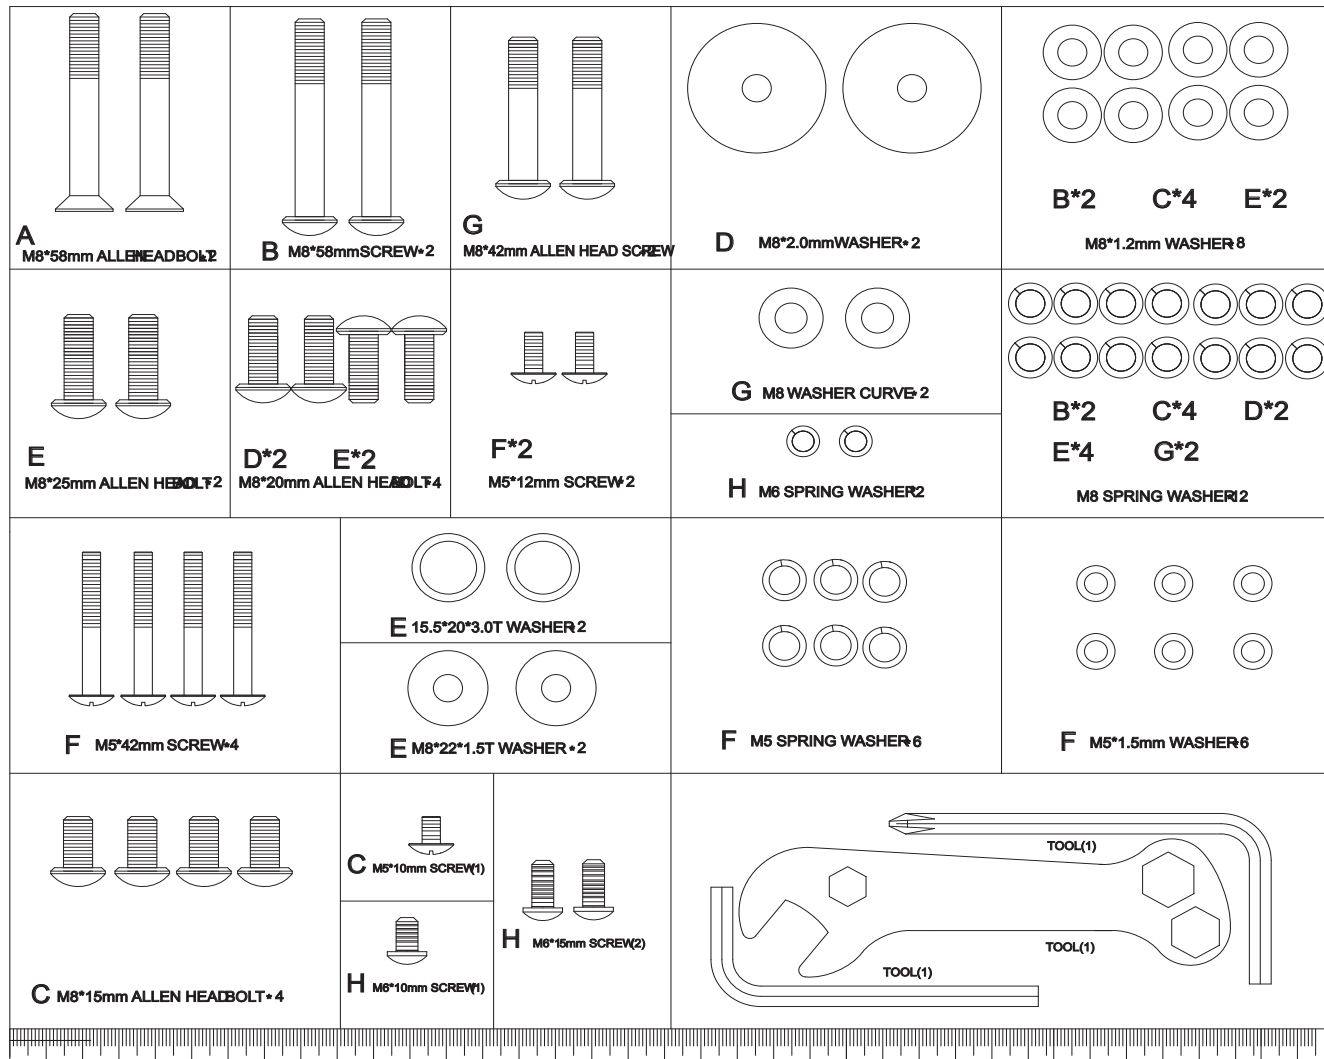 A
M8*58mm ALLEN HEAD BOLT*2
B M8*58mm SCREW*2
G
M8*42mm ALLEN HEAD SCREW*2
D M8*2.0mm WASHER*2
B*2 C*4 E*2
M8*1.2mm WASHER*8
E
M8*25mm ALLEN HEAD BOLT*2
D*2 E*2
M8*20mm ALLEN HEAD BOLT*4
F*2
M5*12mm SCREW*2
G M8 WASHER CURVE*2
H M6 SPRING WASHER*2
B*2 C*4 D*2
E*4 G*2
M8 SPRING WASHER12
F M5*42mm SCREW*4
E 15.5*20*3.0T WASHER*2
E M8*22*1.5T WASHER*2
F M5 SPRING WASHER*6
F M5*1.5mm WASHER*6
C M8*15mm ALLEN HEAD BOLT*4
C M5*10mm SCREW(1)
H M6*10mm SCREW(1)
H M6*15mm SCREW(2)
TOOL(1)
TOOL(1)
TOOL(1)